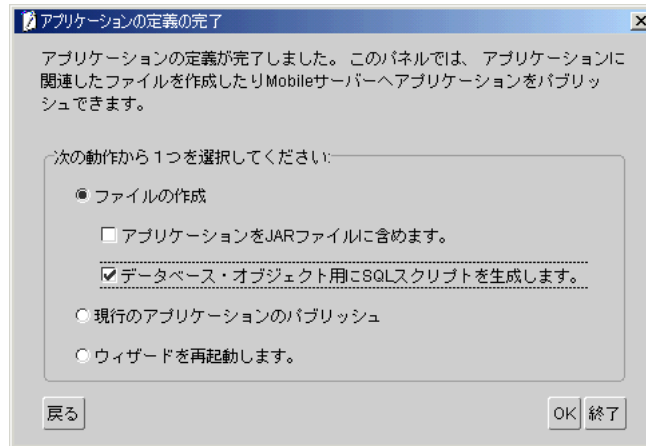 アプリケーションの定義の完了
アプリケーションの定義が完了しました。このパネルでは、アプリケーションに
関連したファイルを作成したりMobileサーバーへアプリケーションをパブリッ
シュできます。
次の動作から1つを選択してください:
ファイルの作成
アプリケーションをJARファイルに含めます。
データベース・オブジェクト用にSQLスクリプトを生成します。
現行のアプリケーションのパブリッシュ
ウィザードを再起動します。
戻る
OK 終了